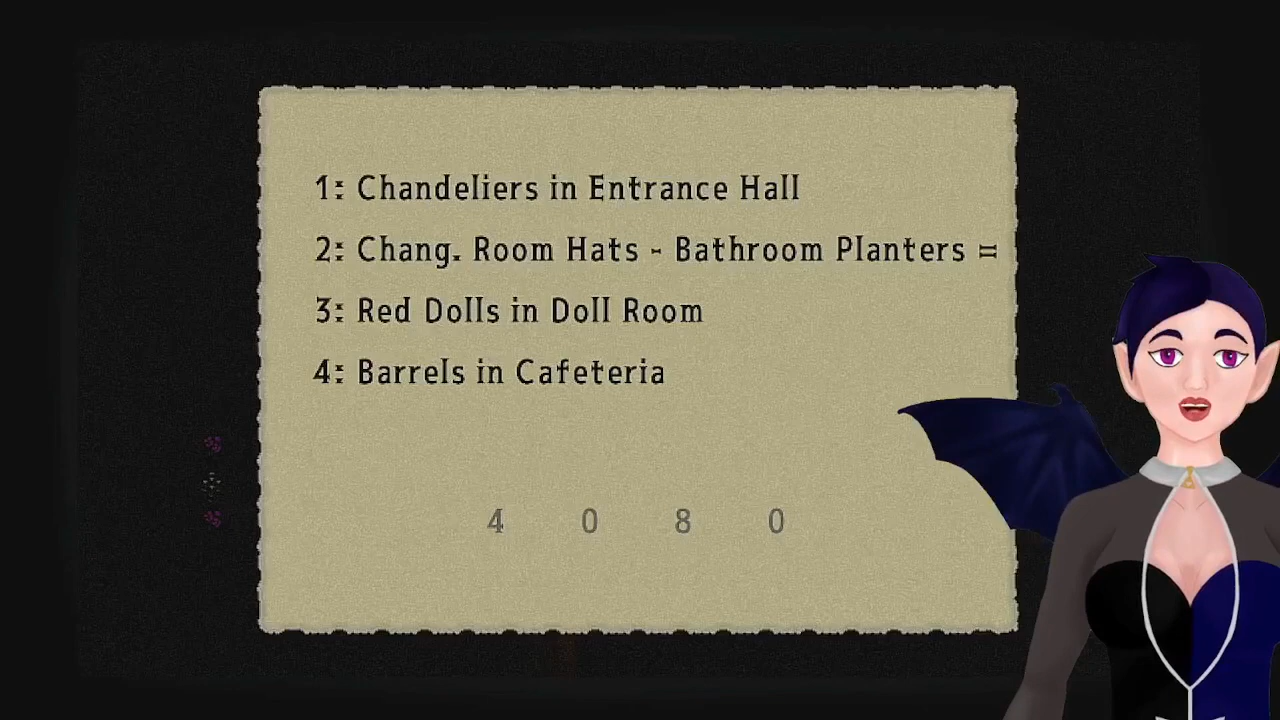 1: Chandeliers in Entrance Hall
2: Chang. Room Hats - Bathroom Planters =
3: Red Dolls in Doll Room
4: Barrels in Cafeteria
4 0 8 0